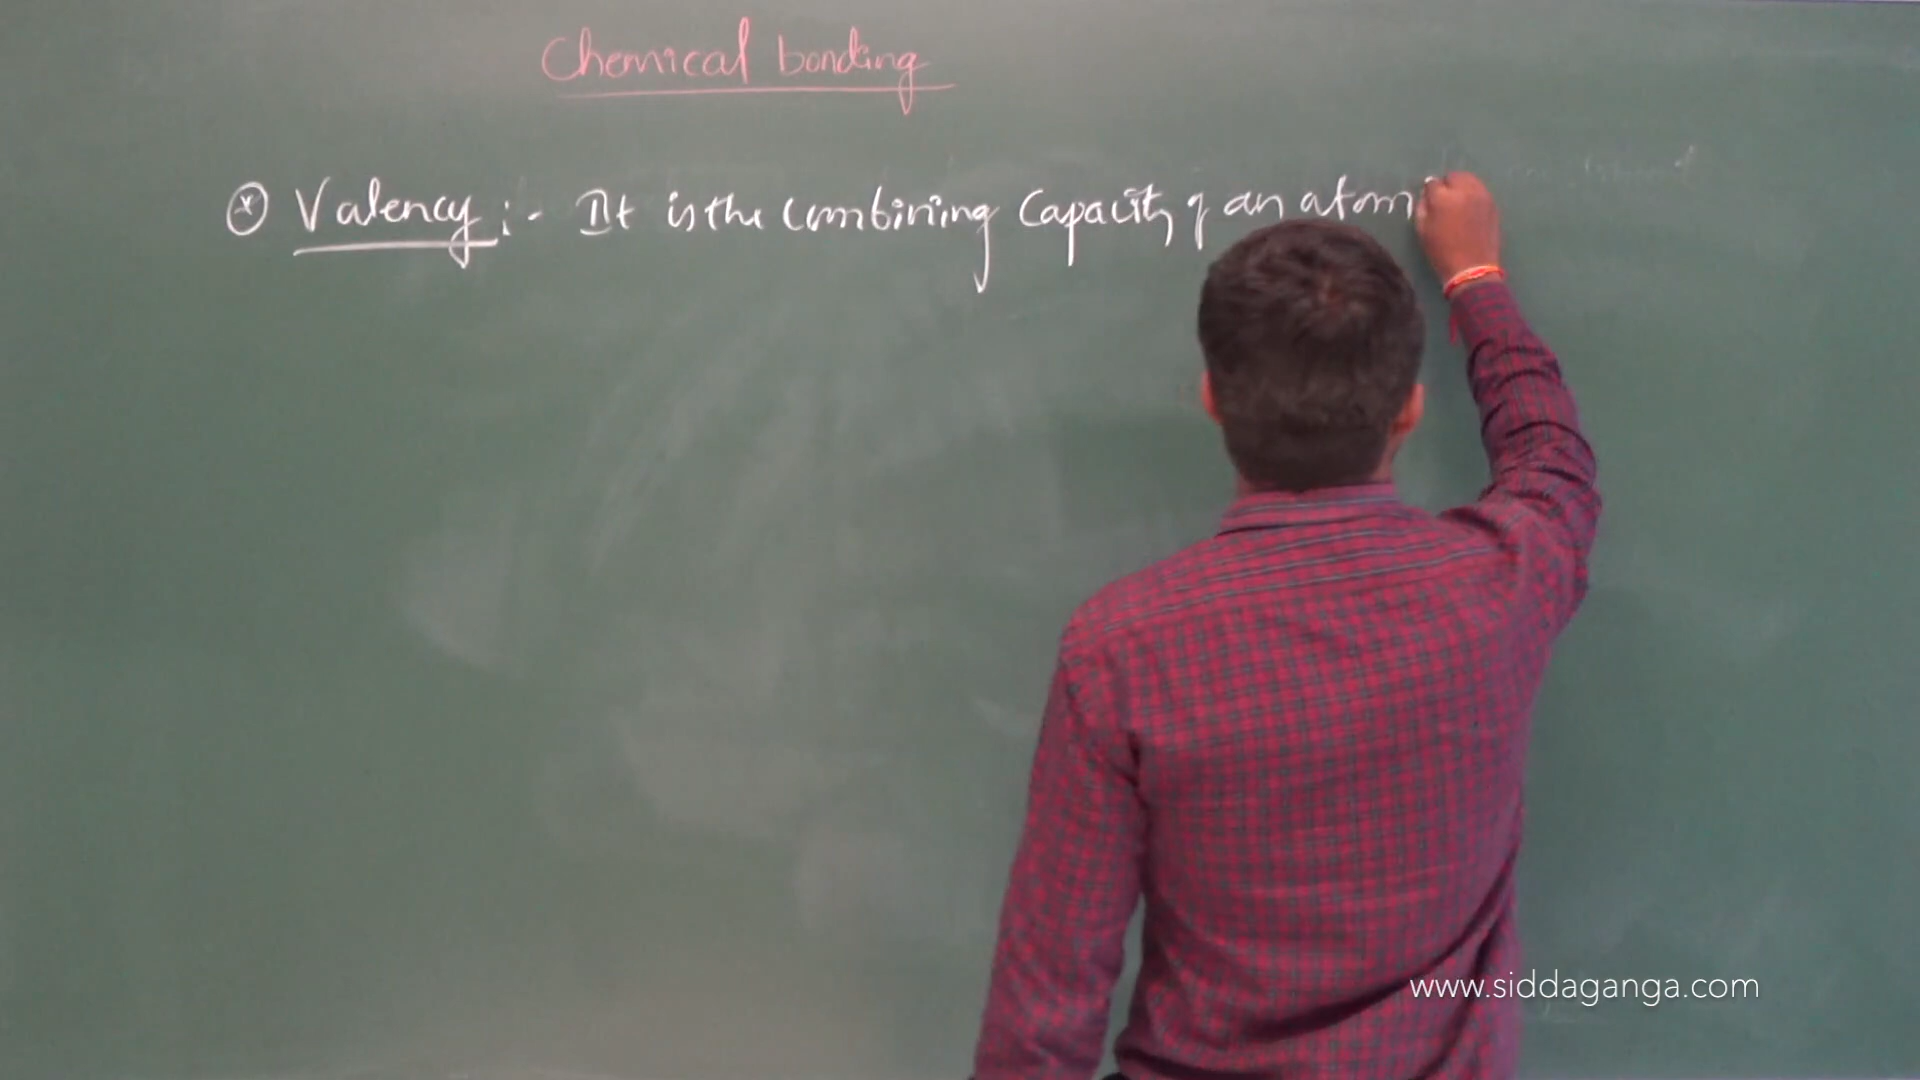 Chemical bonding
Valency :- It is the Combining Capacity of an atom
www.siddaganga.com